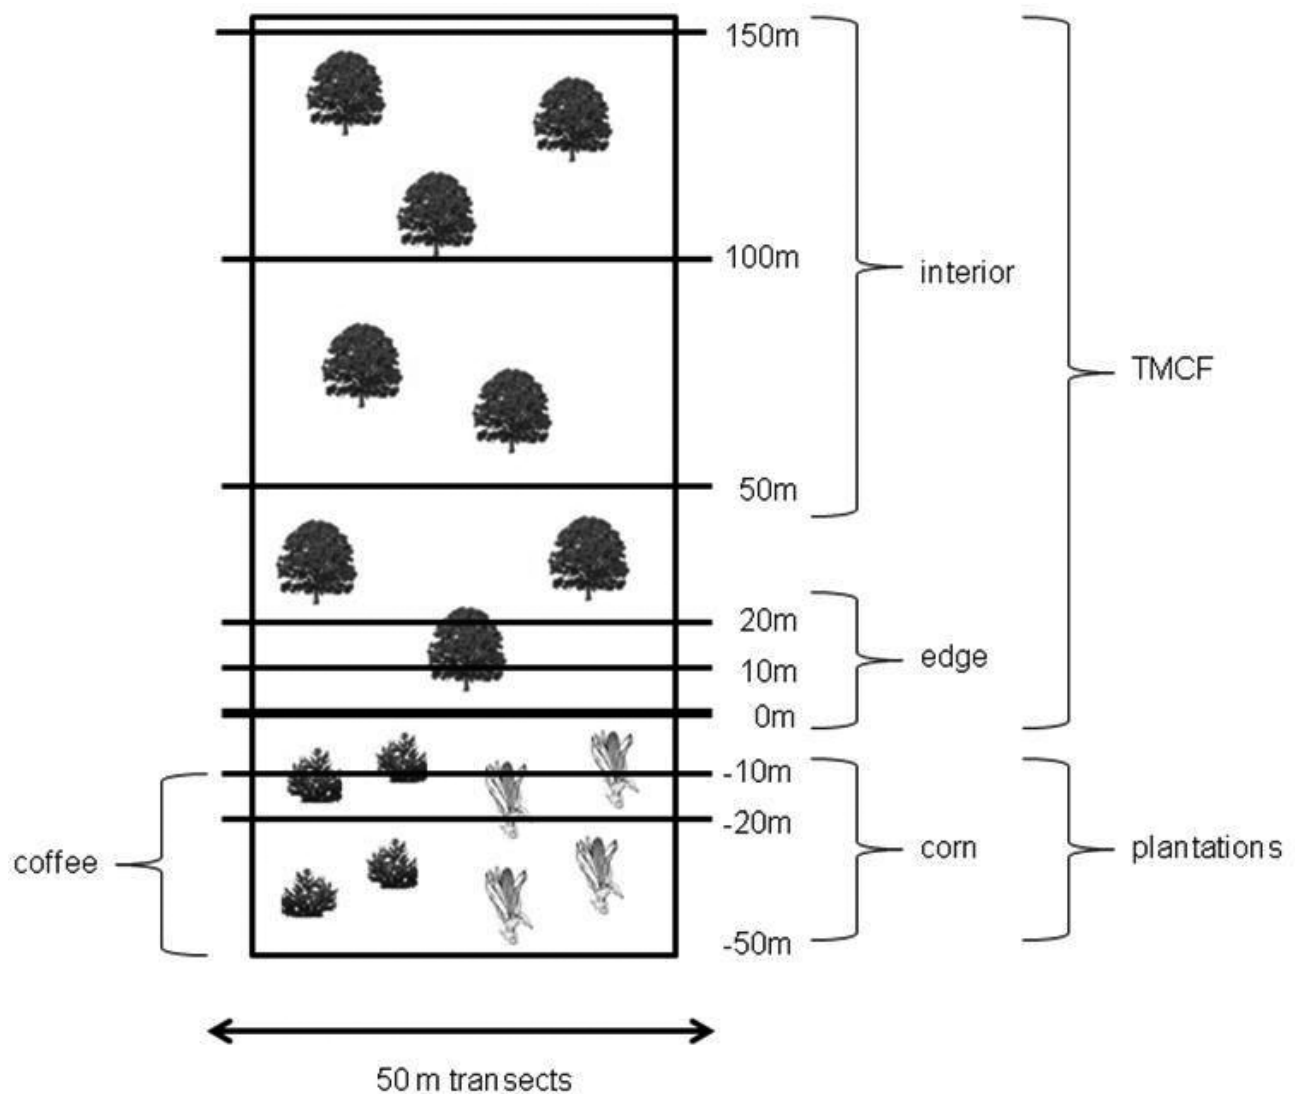 150m
100m
interior
TMCF
50m
20m
edge
10m
0m
-10m
-20m
coffee
corn
plantations
-50m
50 m transects